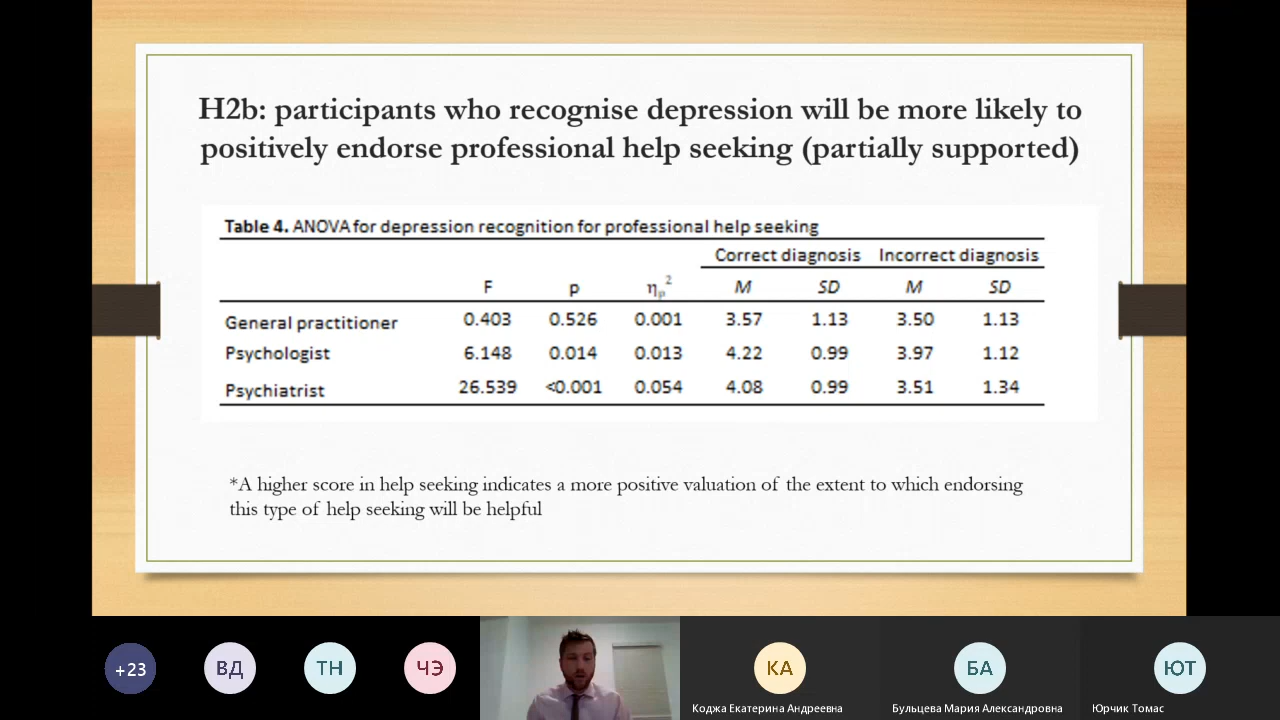 H2b: participants who recognise depression will be more likely to
positively endorse professional help seeking (partially supported)
Table 4. ANOVA for depression recognition for professional help seeking
Correct diagnosis Incorrect diagnosis
F p ηp² M SD M SD
General practitioner 0.403 0.526 0.001 3.57 1.13 3.50 1.13
Psychologist 6.148 0.014 0.013 4.22 0.99 3.97 1.12
Psychiatrist 26.539 <0.001 0.054 4.08 0.99 3.51 1.34
*A higher score in help seeking indicates a more positive valuation of the extent to which endorsing
this type of help seeking will be helpful
+23 ВД ТН ЧЭ КА БА ЮТ
Коджа Екатерина Андреевна Бульцева Мария Александровна Юрчик Томас